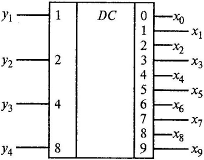 y₁ 1 DC 0 x₀
1 x₁
2 x₂
y₂ 2 3 x₃
4 x₄
5 x₅
y₃ 4 6 x₆
7 x₇
8 x₈
y₄ 8 9 x₉